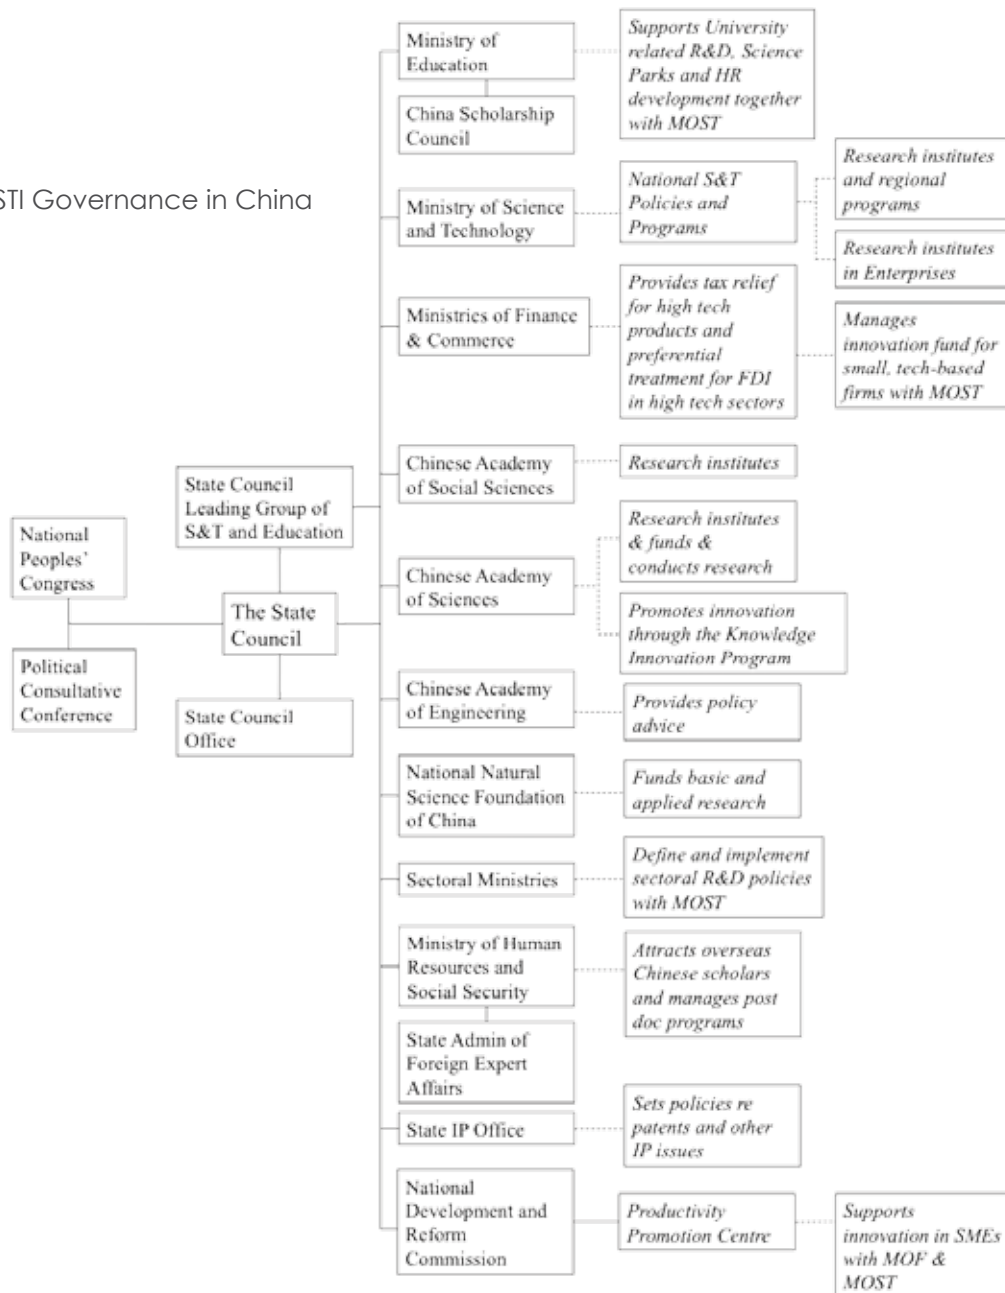 Ministry of
Education
Supports University
related R&D, Science
Parks and HR
development together
with MOST
China Scholarship
Council
STI Governance in China
Ministry of Science
and Technology
National S&T
Policies and
Programs
Research institutes
and regional
programs
Research institutes
in Enterprises
Ministries of Finance
& Commerce
Provides tax relief
for high tech
products and
preferential
treatment for FDI
in high tech sectors
Manages
innovation fund for
small, tech-based
firms with MOST
Chinese Academy
of Social Sciences
Research institutes
State Council
Leading Group of
S&T and Education
National
Peoples'
Congress
Chinese Academy
of Sciences
Research institutes
& funds &
conducts research
Promotes innovation
through the Knowledge
Innovation Program
The State
Council
Political
Consultative
Conference
State Council
Office
Chinese Academy
of Engineering
Provides policy
advice
National Natural
Science Foundation
of China
Funds basic and
applied research
Sectoral Ministries
Define and implement
sectoral R&D policies
with MOST
Ministry of Human
Resources and
Social Security
Attracts overseas
Chinese scholars
and manages post
doc programs
State Admin of
Foreign Expert
Affairs
State IP Office
Sets policies re
patents and other
IP issues
National
Development and
Reform
Commission
Productivity
Promotion Centre
Supports
innovation in SMEs
with MOF &
MOST